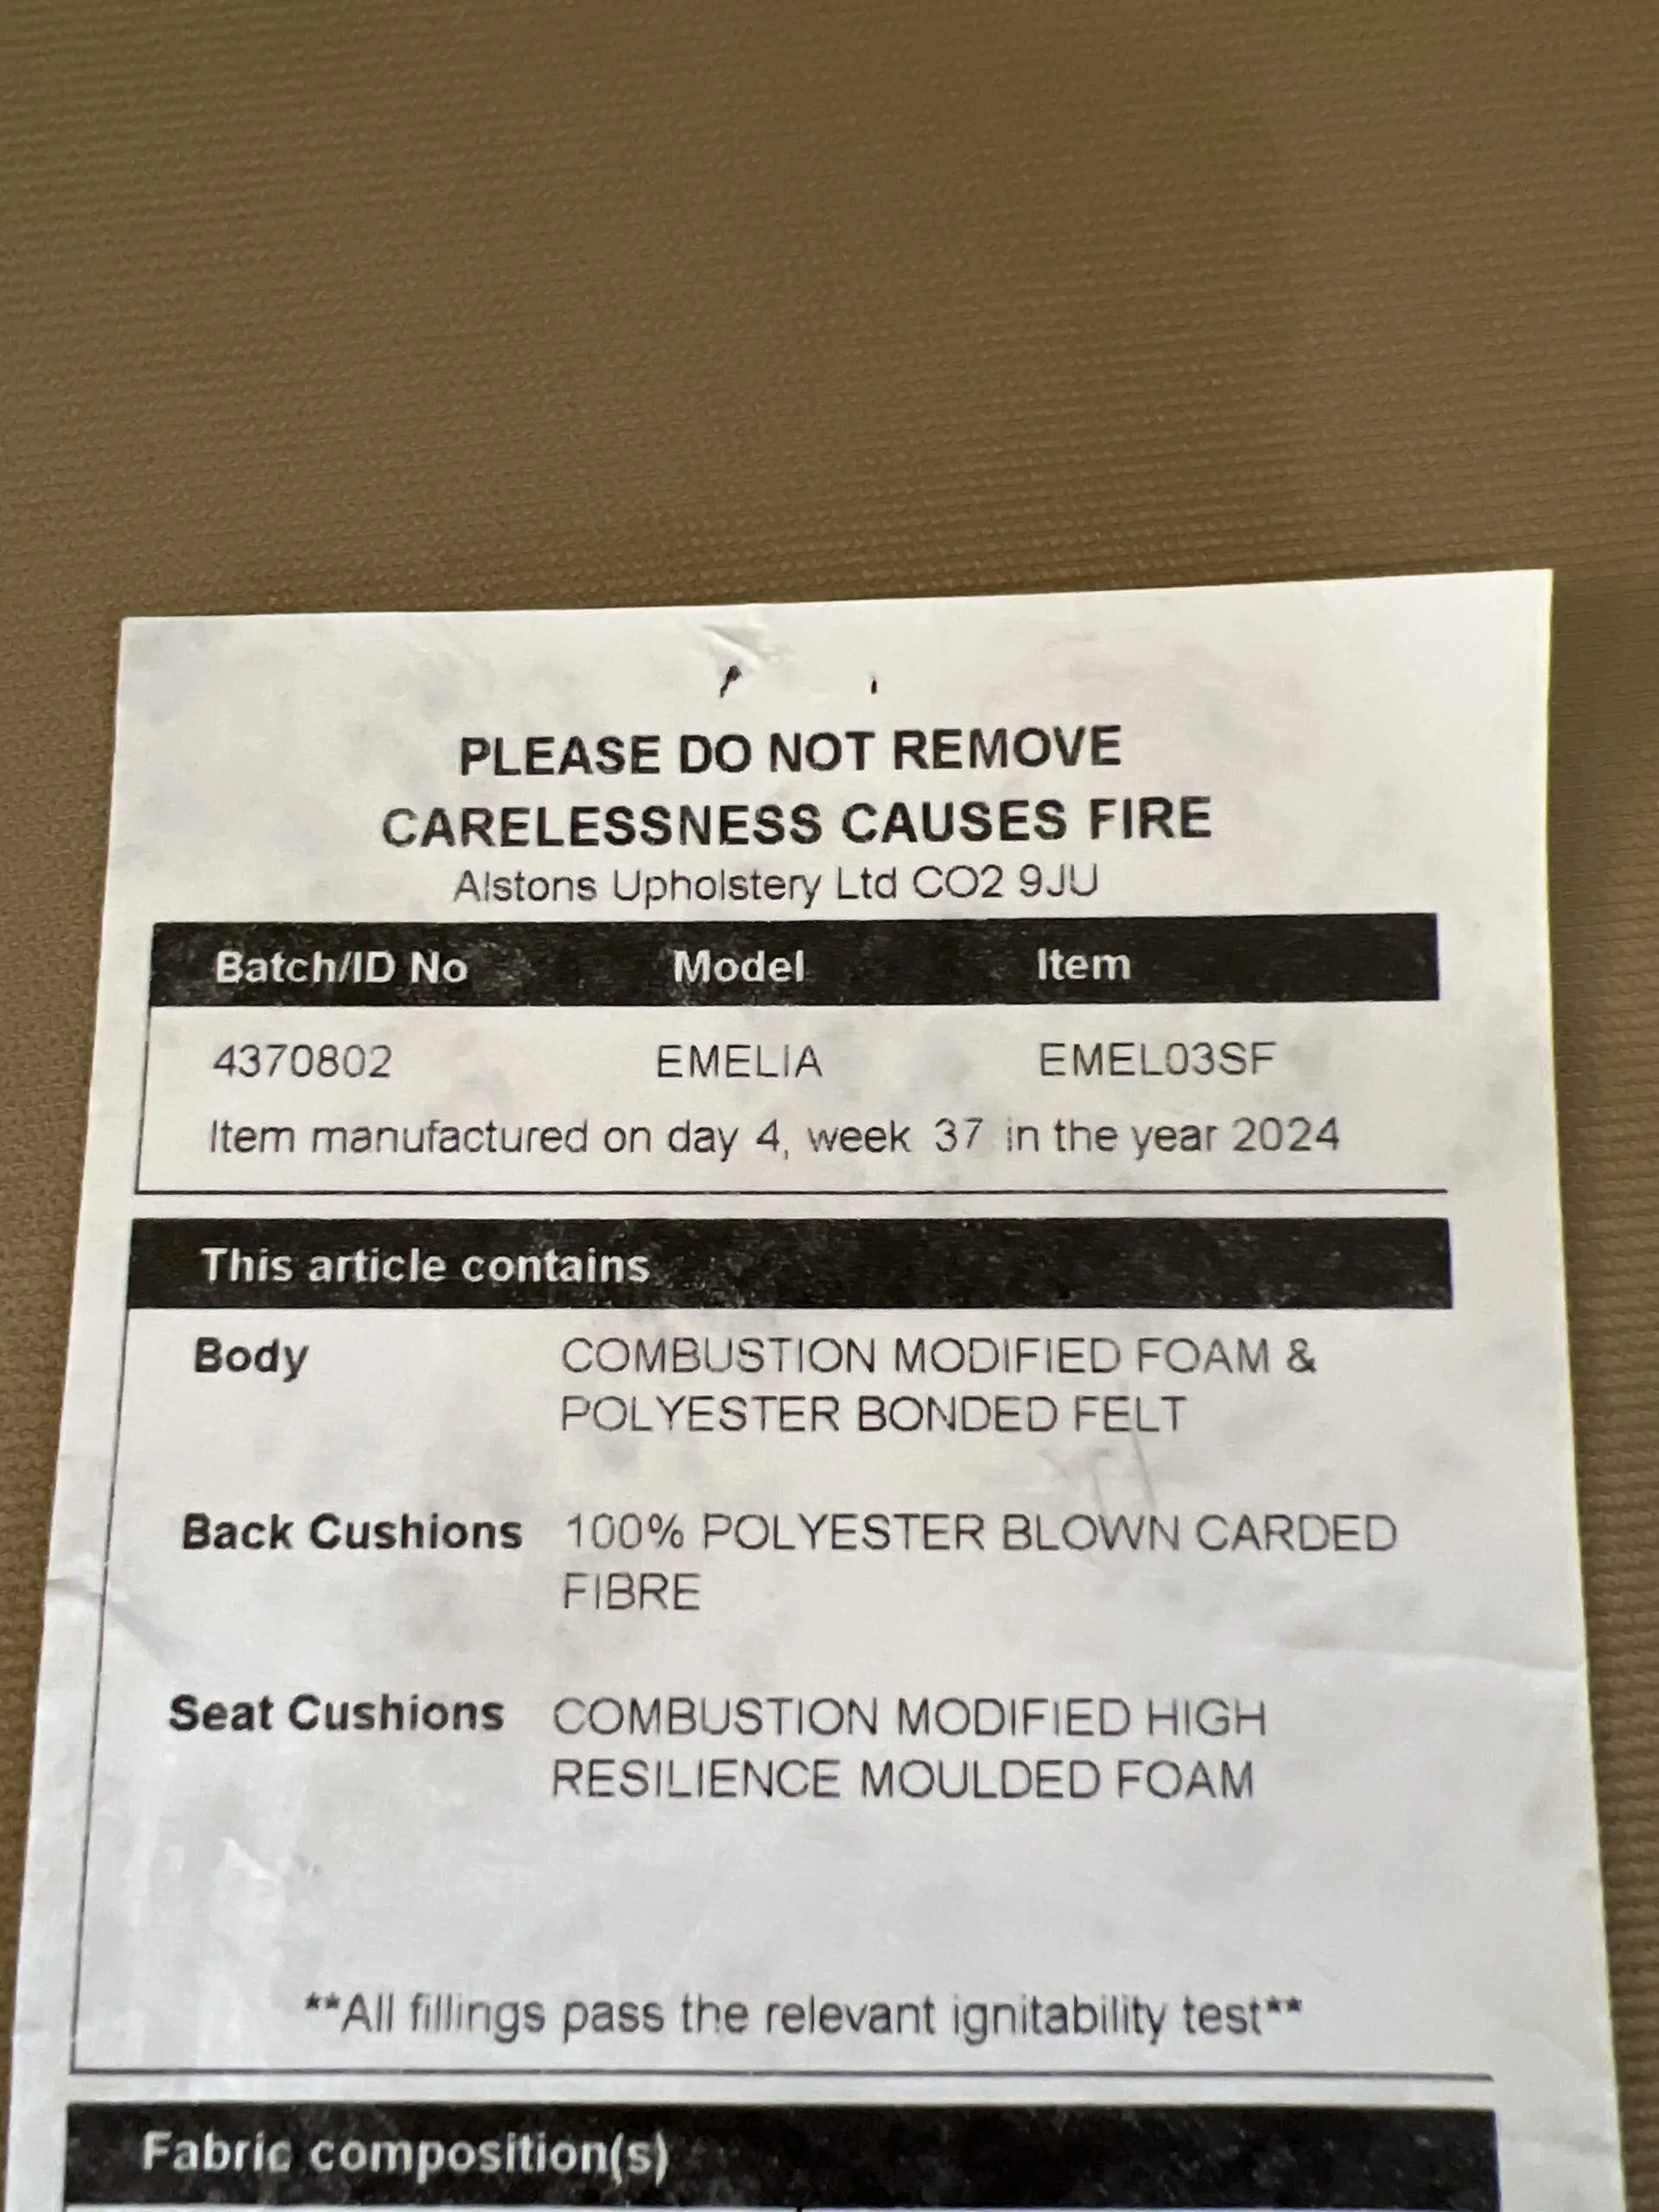 PLEASE DO NOT REMOVE
CARELESSNESS CAUSES FIRE
Alstons Upholstery Ltd CO2 9JU
Batch/ID No Model Item
4370802 EMELIA EMEL03SF
Item manufactured on day 4, week 37 in the year 2024
This article contains
Body COMBUSTION MODIFIED FOAM &
POLYESTER BONDED FELT
Back Cushions 100% POLYESTER BLOWN CARDED
FIBRE
Seat Cushions COMBUSTION MODIFIED HIGH
RESILIENCE MOULDED FOAM
**All fillings pass the relevant ignitability test**
Fabric composition(s)